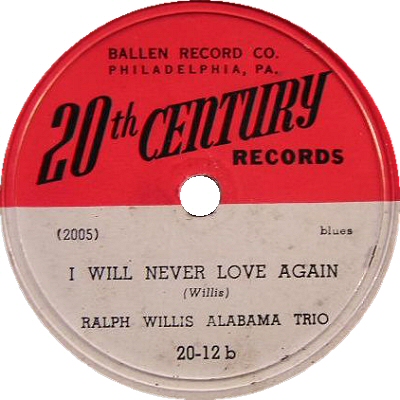 BALLEN RECORD CO.
PHILADELPHIA, PA.
20th CENTURY
RECORDS
(2005) blues
I WILL NEVER LOVE AGAIN
(Willis)
RALPH WILLIS ALABAMA TRIO
20-12 b